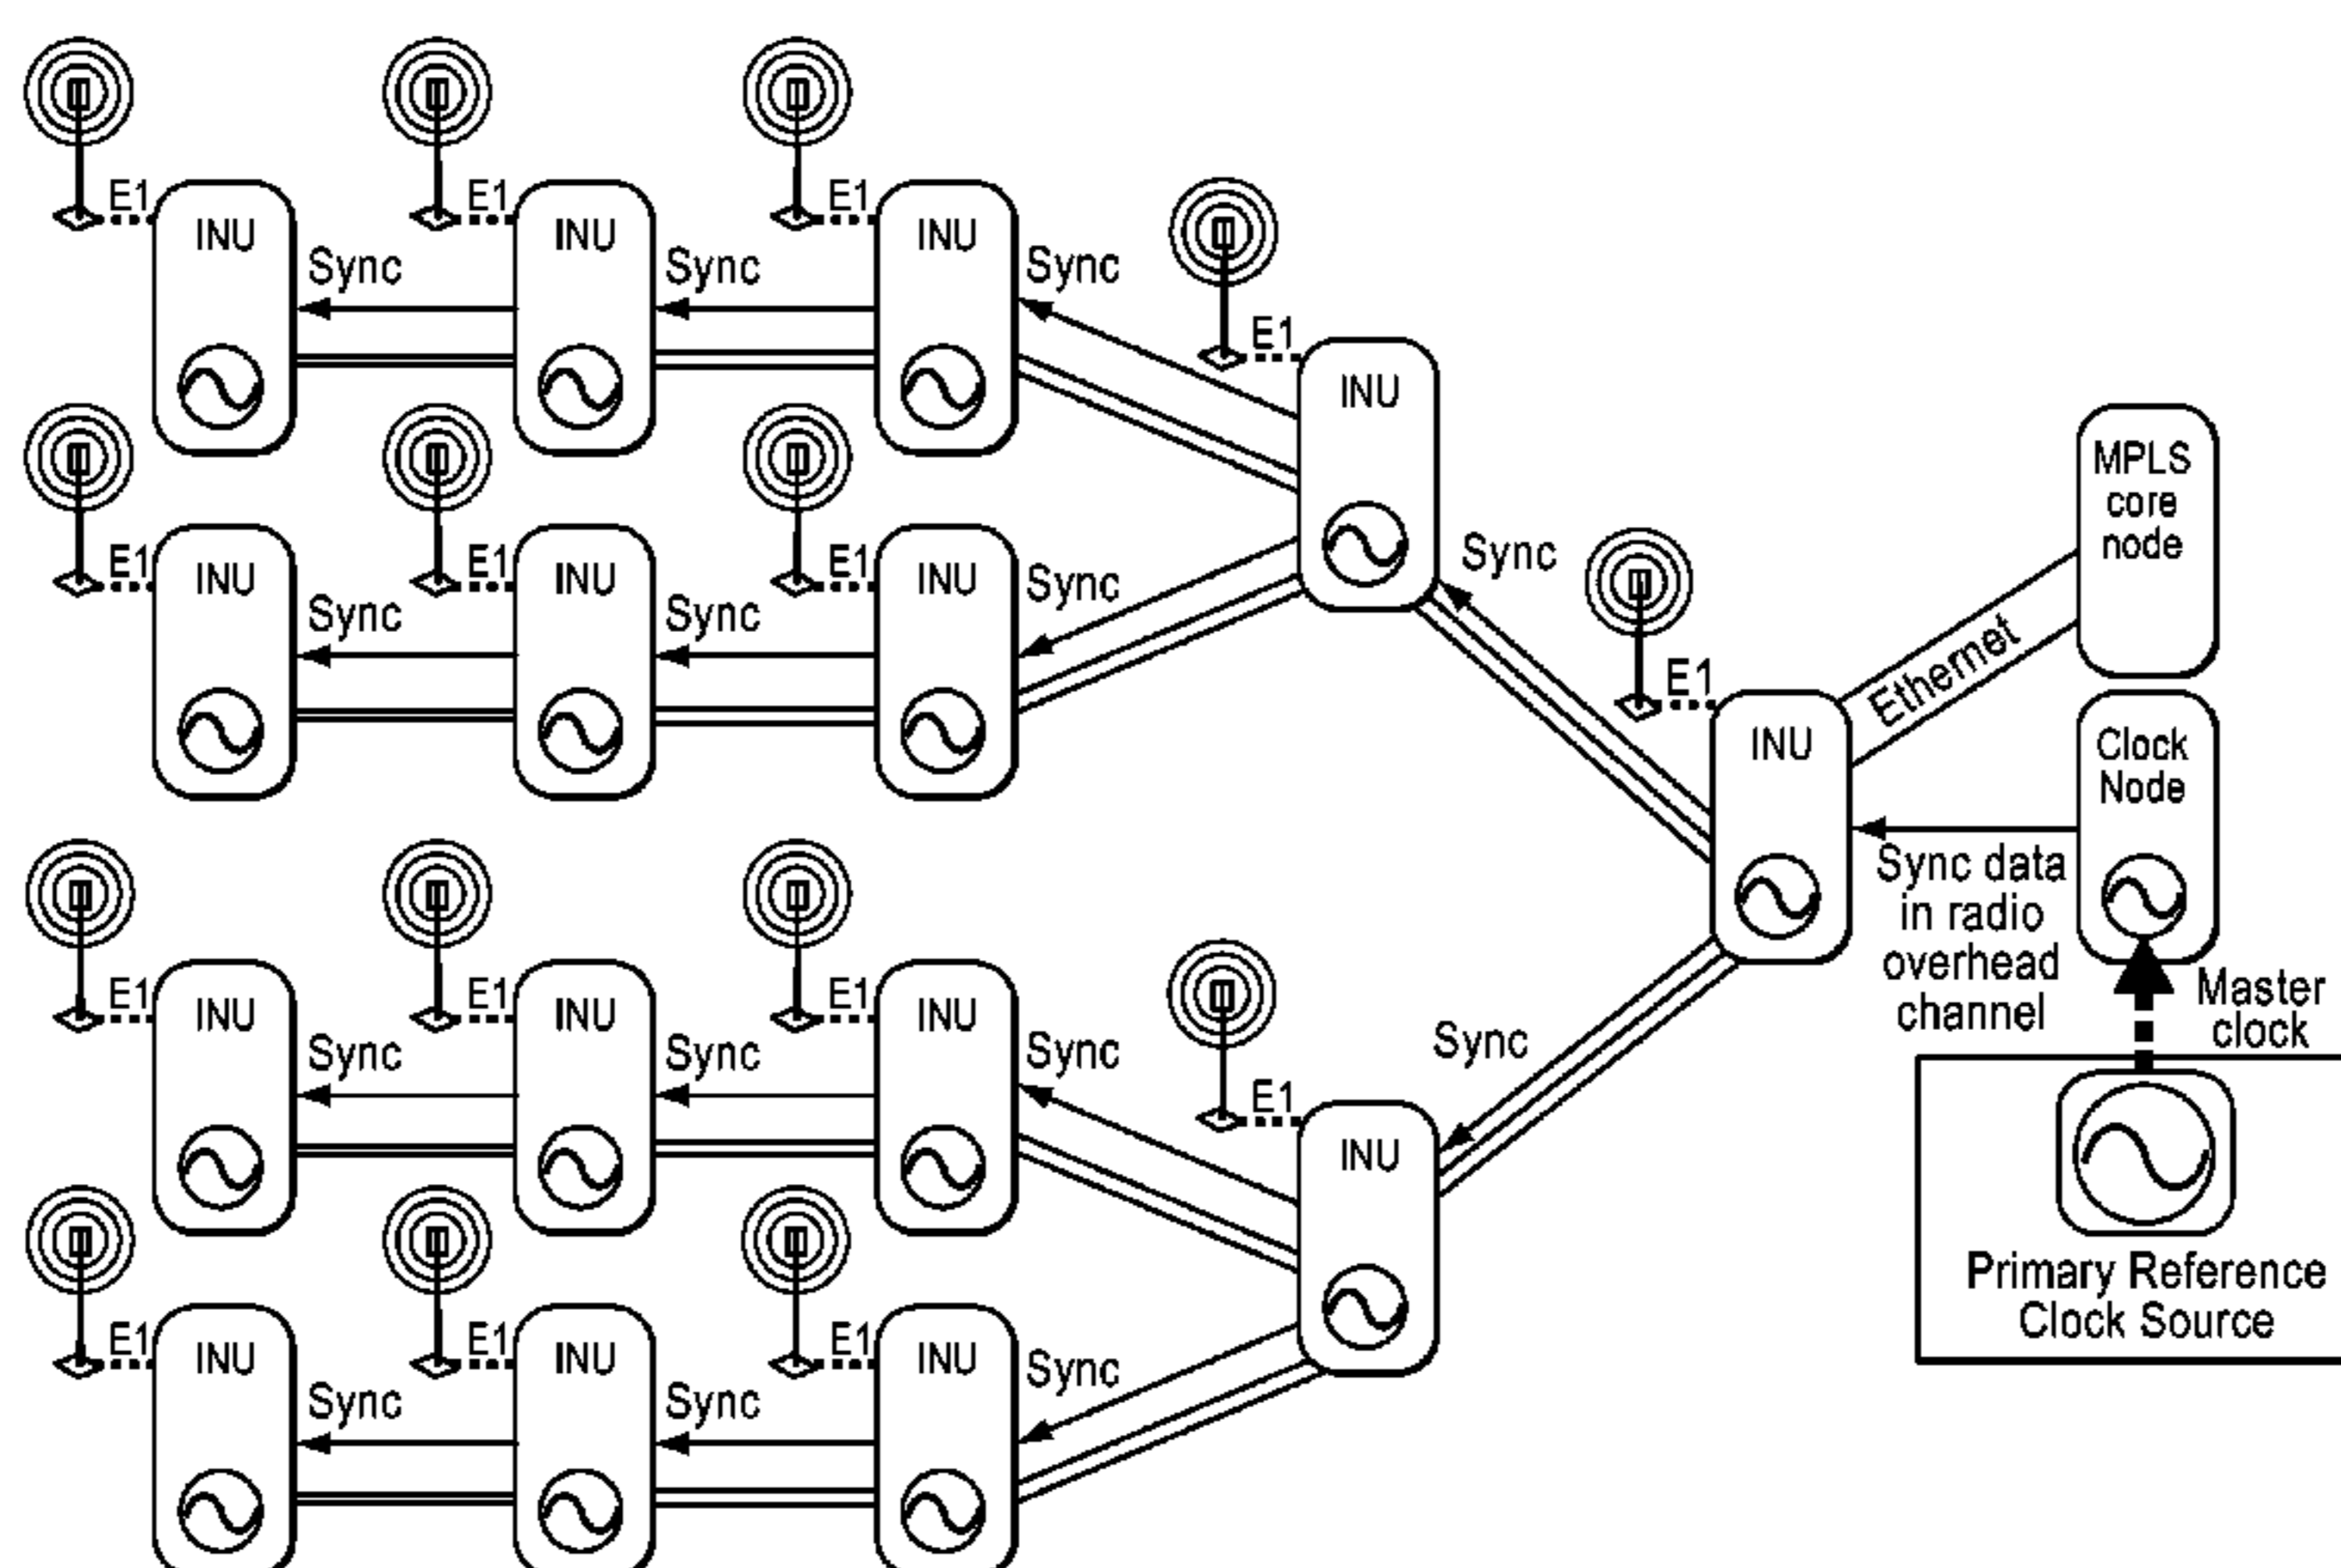 E1 E1 E1
INU INU INU
Sync Sync Sync
E1
INU
E1 E1 E1
INU INU INU
Sync Sync Sync
Sync
MPLS
core
node
Ethernet
E1
INU
Clock
Node
Sync data
in radio
overhead
channel
Master
clock
Primary Reference
Clock Source
E1 E1 E1
INU INU INU
Sync Sync Sync
Sync
E1
INU
E1 E1 E1
INU INU INU
Sync Sync Sync